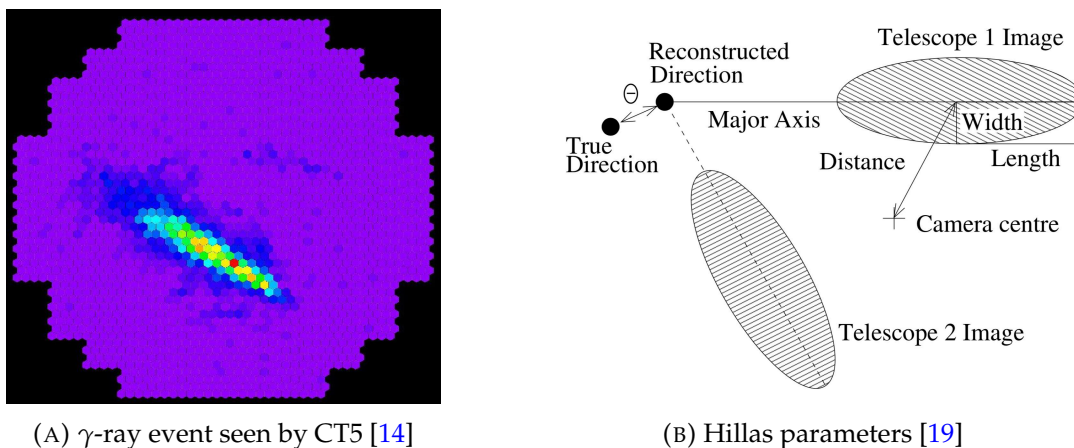 Reconstructed
Direction
Telescope 1 Image
Θ
Major Axis
Width
True
Direction
Distance
Length
Camera centre
Telescope 2 Image
(A) γ-ray event seen by CT5 [14]
(B) Hillas parameters [19]